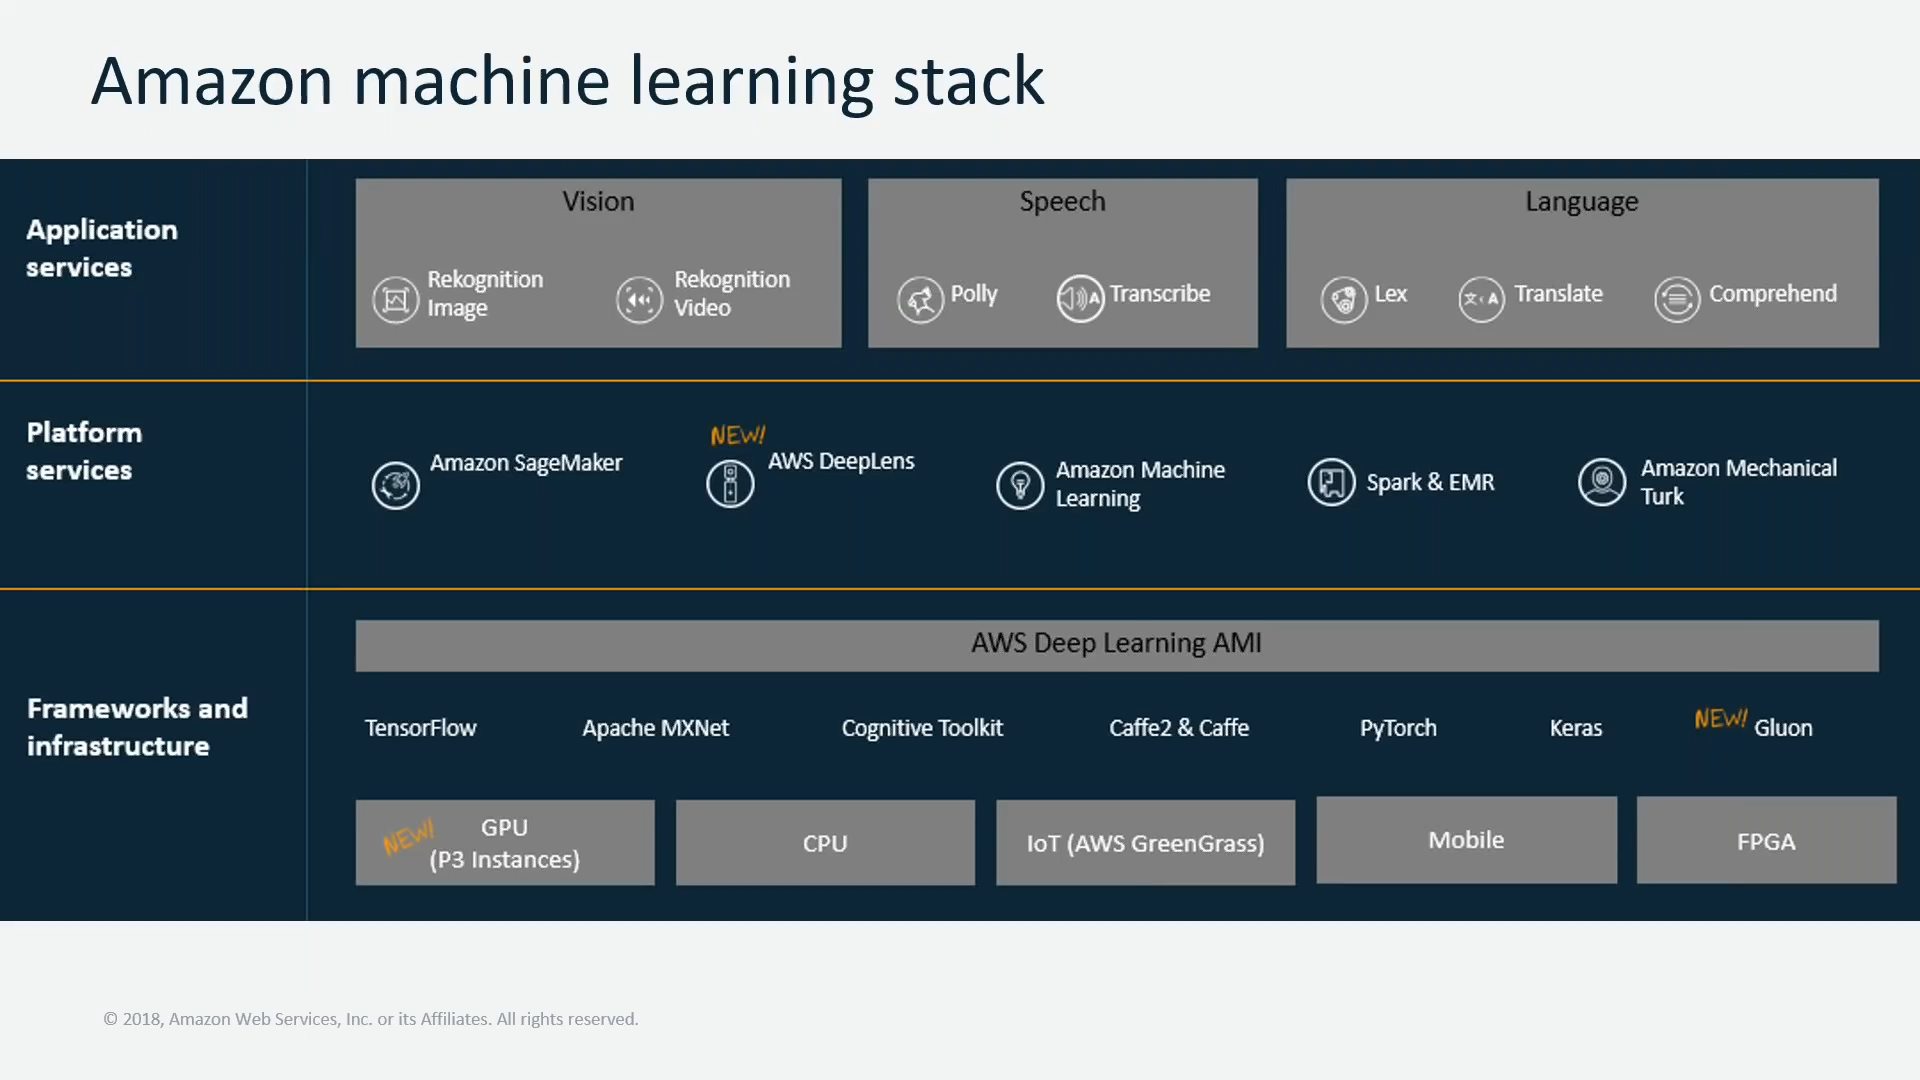 Amazon machine learning stack
Application
services
Vision
Rekognition
Image
Rekognition
Video
Speech
Polly
Transcribe
Language
Lex
Translate
Comprehend
Platform
services
Amazon SageMaker
NEW!
AWS DeepLens
Amazon Machine
Learning
Spark & EMR
Amazon Mechanical
Turk
Frameworks and
infrastructure
AWS Deep Learning AMI
TensorFlow
Apache MXNet
Cognitive Toolkit
Caffe2 & Caffe
PyTorch
Keras
NEW!
Gluon
NEW!
GPU
(P3 Instances)
CPU
IoT (AWS GreenGrass)
Mobile
FPGA
© 2018, Amazon Web Services, Inc. or its Affiliates. All rights reserved.